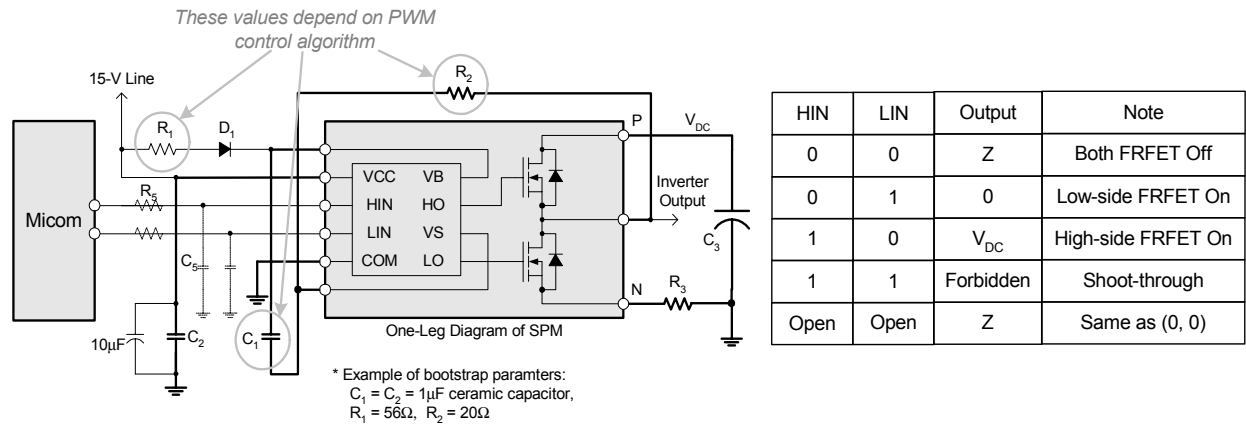 These values depend on PWM
control algorithm
R2
15-V Line
R1
D1
P
VDC
VCC
VB
R5
HIN
HO
Inverter
Output
Micom
LIN
VS
C3
COM
LO
C5
N
R3
One-Leg Diagram of SPM
10μF
C2
C1
* Example of bootstrap paramters:
C1 = C2 = 1μF ceramic capacitor,
R1 = 56Ω, R2 = 20Ω
HIN LIN Output Note
0 0 Z Both FRFET Off
0 1 0 Low-side FRFET On
1 0 VDC High-side FRFET On
1 1 Forbidden Shoot-through
Open Open Z Same as (0, 0)